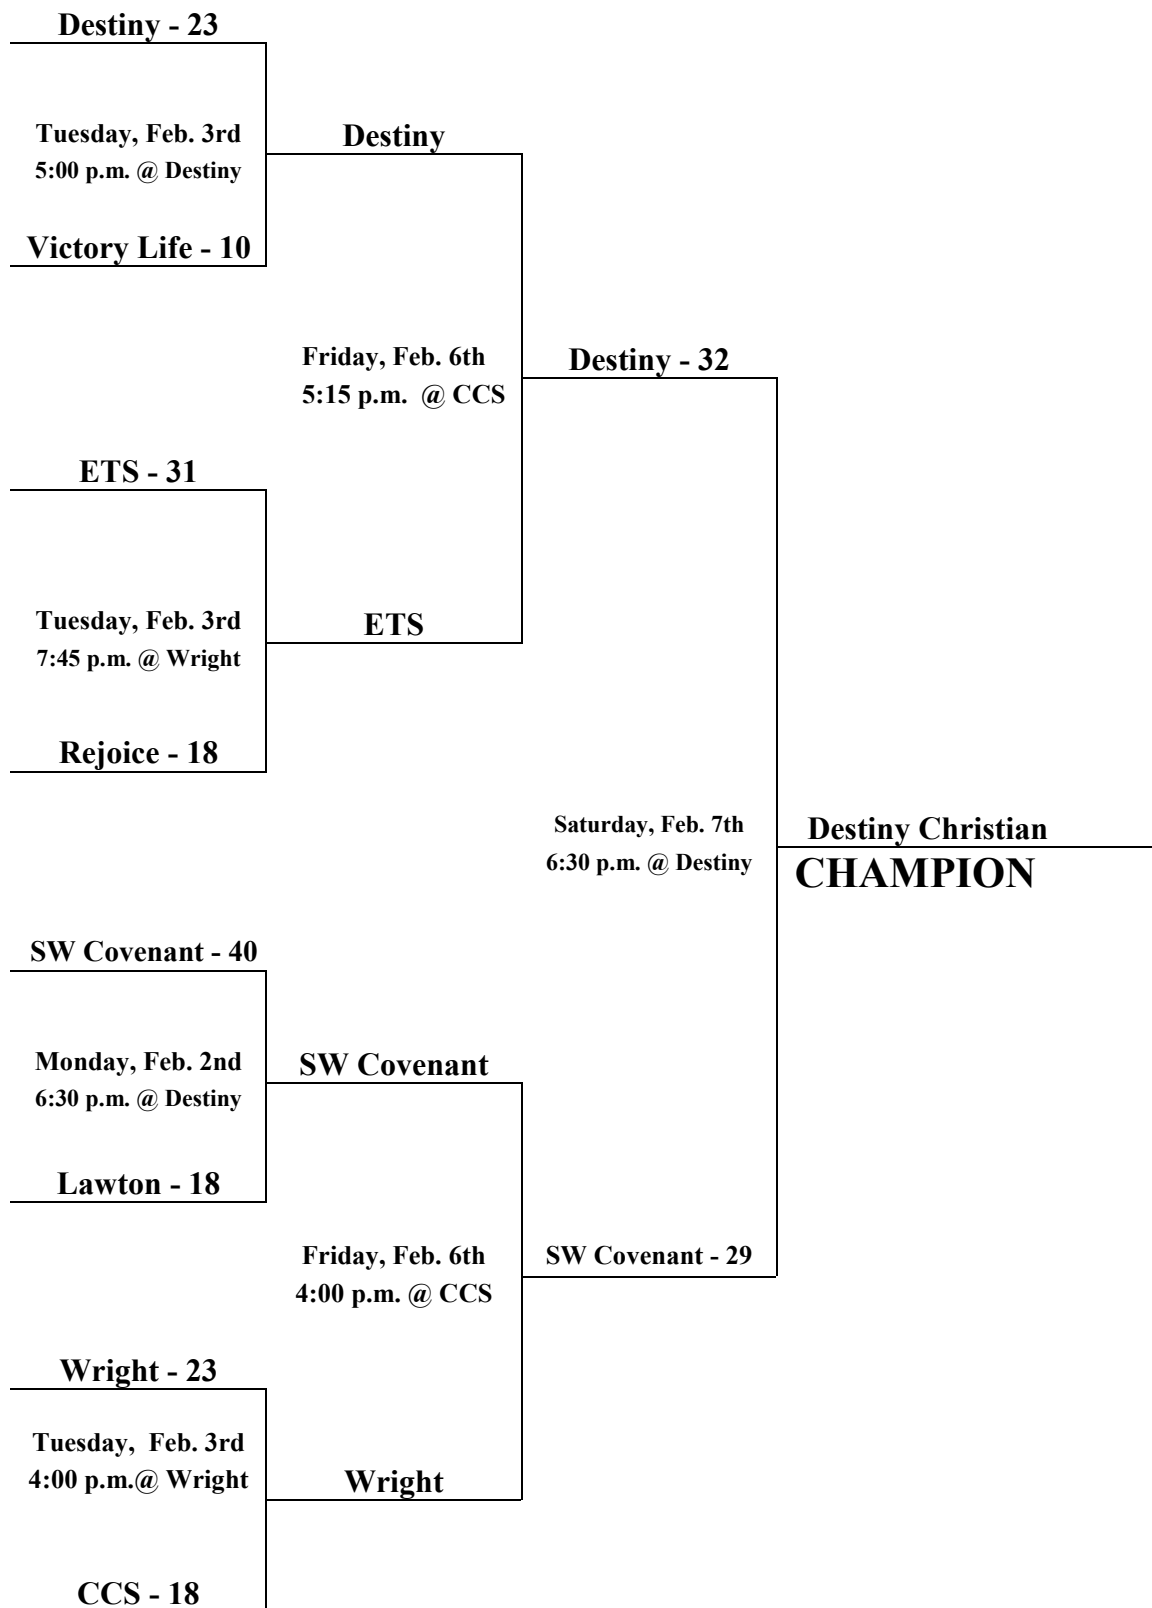 Destiny - 23
Tuesday, Feb. 3rd
5:00 p.m. @ Destiny
Destiny
Victory Life - 10
Friday, Feb. 6th
5:15 p.m.  @ CCS
Destiny - 32
ETS - 31
Tuesday, Feb. 3rd
7:45 p.m. @ Wright
ETS
Rejoice - 18
Saturday, Feb. 7th
6:30 p.m. @ Destiny
Destiny Christian
CHAMPION
SW Covenant - 40
Monday, Feb. 2nd
6:30 p.m. @ Destiny
SW Covenant
Lawton - 18
Friday, Feb. 6th
4:00 p.m. @ CCS
SW Covenant - 29
Wright - 23
Tuesday,  Feb. 3rd
4:00 p.m.@ Wright
Wright
CCS - 18